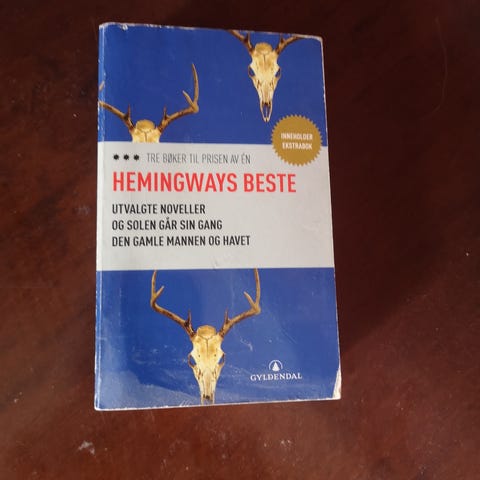 INNEHOLDER
EKSTRABOK
*** TRE BØKER TIL PRISEN AV ÉN
HEMINGWAYS BESTE
UTVALGTE NOVELLER
OG SOLEN GÅR SIN GANG
DEN GAMLE MANNEN OG HAVET
GYLDENDAL